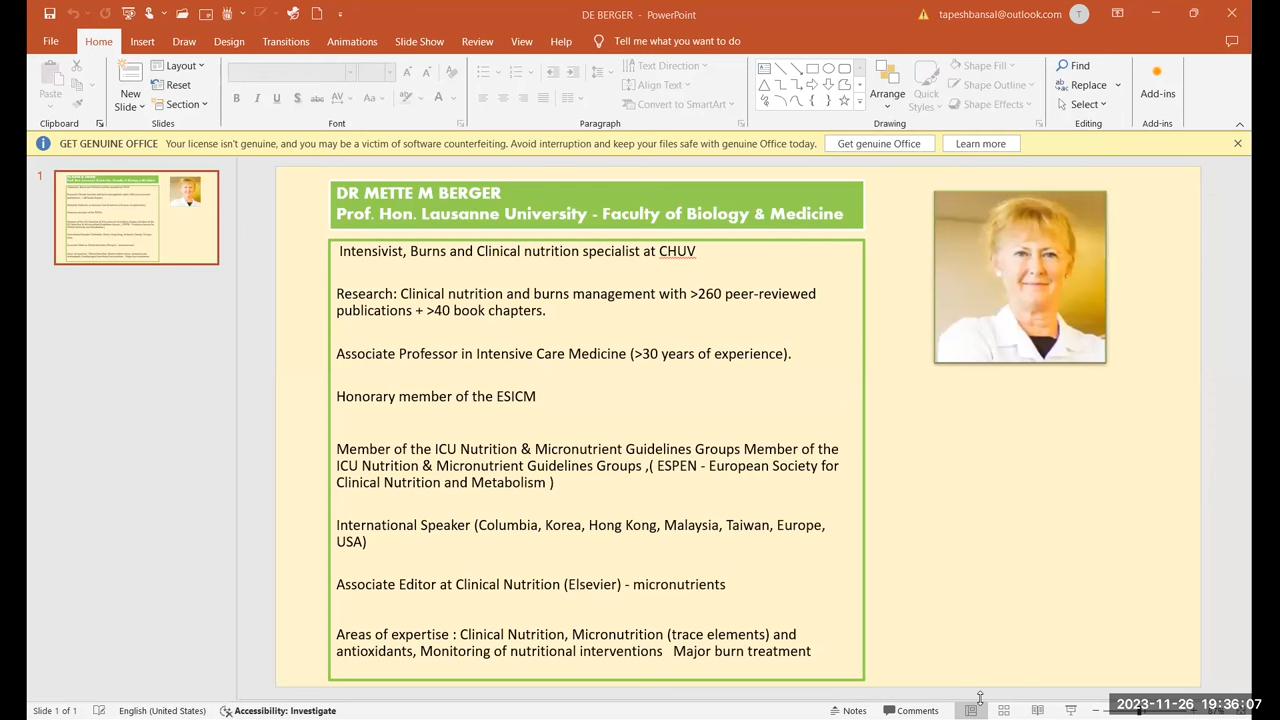 DE BERGER - PowerPoint
tapeshbansal@outlook.com
T
File Home Insert Draw Design Transitions Animations Slide Show Review View Help Tell me what you want to do
Paste
Clipboard
New Slide
Layout
Reset
Section
Slides
B I U S abc AV Aa A
Font
Text Direction
Align Text
Convert to SmartArt
Paragraph
Arrange
Quick Styles
Shape Fill
Shape Outline
Shape Effects
Drawing
Find
Replace
Select
Editing
Add-ins
Add-ins
GET GENUINE OFFICE Your license isn't genuine, and you may be a victim of software counterfeiting. Avoid interruption and keep your files safe with genuine Office today. Get genuine Office Learn more
1
DR METTE M BERGER
Prof. Hon. Lausanne University - Faculty of Biology & Medicine
Intensivist, Burns and Clinical nutrition specialist at CHUV
Research: Clinical nutrition and burns management with >260 peer-reviewed
publications + >40 book chapters.
Associate Professor in Intensive Care Medicine (>30 years of experience).
Honorary member of the ESICM
Member of the ICU Nutrition & Micronutrient Guidelines Groups Member of the
ICU Nutrition & Micronutrient Guidelines Groups ,( ESPEN - European Society for
Clinical Nutrition and Metabolism )
International Speaker (Columbia, Korea, Hong Kong, Malaysia, Taiwan, Europe,
USA)
Associate Editor at Clinical Nutrition (Elsevier) - micronutrients
Areas of expertise : Clinical Nutrition, Micronutrition (trace elements) and
antioxidants, Monitoring of nutritional interventions Major burn treatment
Slide 1 of 1 English (United States) Accessibility: Investigate Notes Comments
2023-11-26 19:36:07